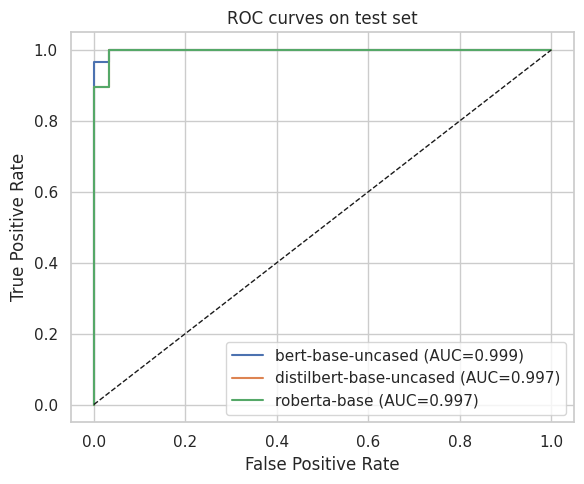 ROC curves on test set
True Positive Rate
1.0
0.8
0.6
0.4
0.2
0.0
bert-base-uncased (AUC=0.999)
distilbert-base-uncased (AUC=0.997)
roberta-base (AUC=0.997)
0.0 0.2 0.4 0.6 0.8 1.0
False Positive Rate